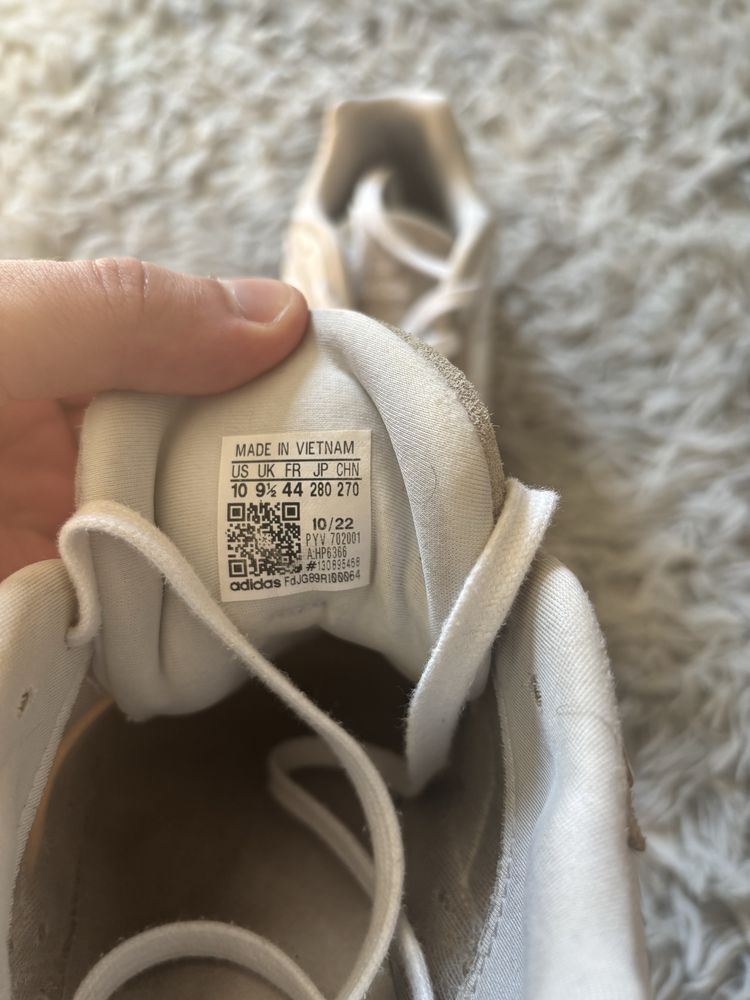 MADE IN VIETNAM
US UK FR JP CHN
10 9½ 44 280 270
10/22
PYV 702001
A:HP6366
#130895458
adidas FdJG89R100064